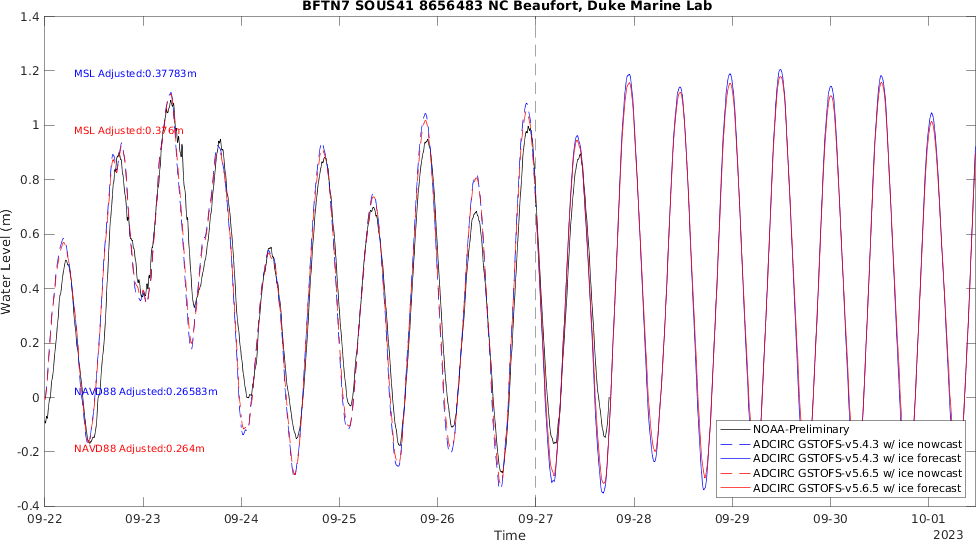 BFTN7 SOUS41 8656483 NC Beaufort, Duke Marine Lab
1.4
1.2
1
0.8
0.6
0.4
0.2
0
-0.2
-0.4
Water Level (m)
MSL Adjusted:0.37783m
MSL Adjusted:0.376m
NAVD88 Adjusted:0.26583m
NAVD88 Adjusted:0.264m
NOAA-Preliminary
ADCIRC GSTOFS-v5.4.3 w/ ice nowcast
ADCIRC GSTOFS-v5.4.3 w/ ice forecast
ADCIRC GSTOFS-v5.6.5 w/ ice nowcast
ADCIRC GSTOFS-v5.6.5 w/ ice forecast
09-22 09-23 09-24 09-25 09-26 09-27 09-28 09-29 09-30 10-01
Time
2023